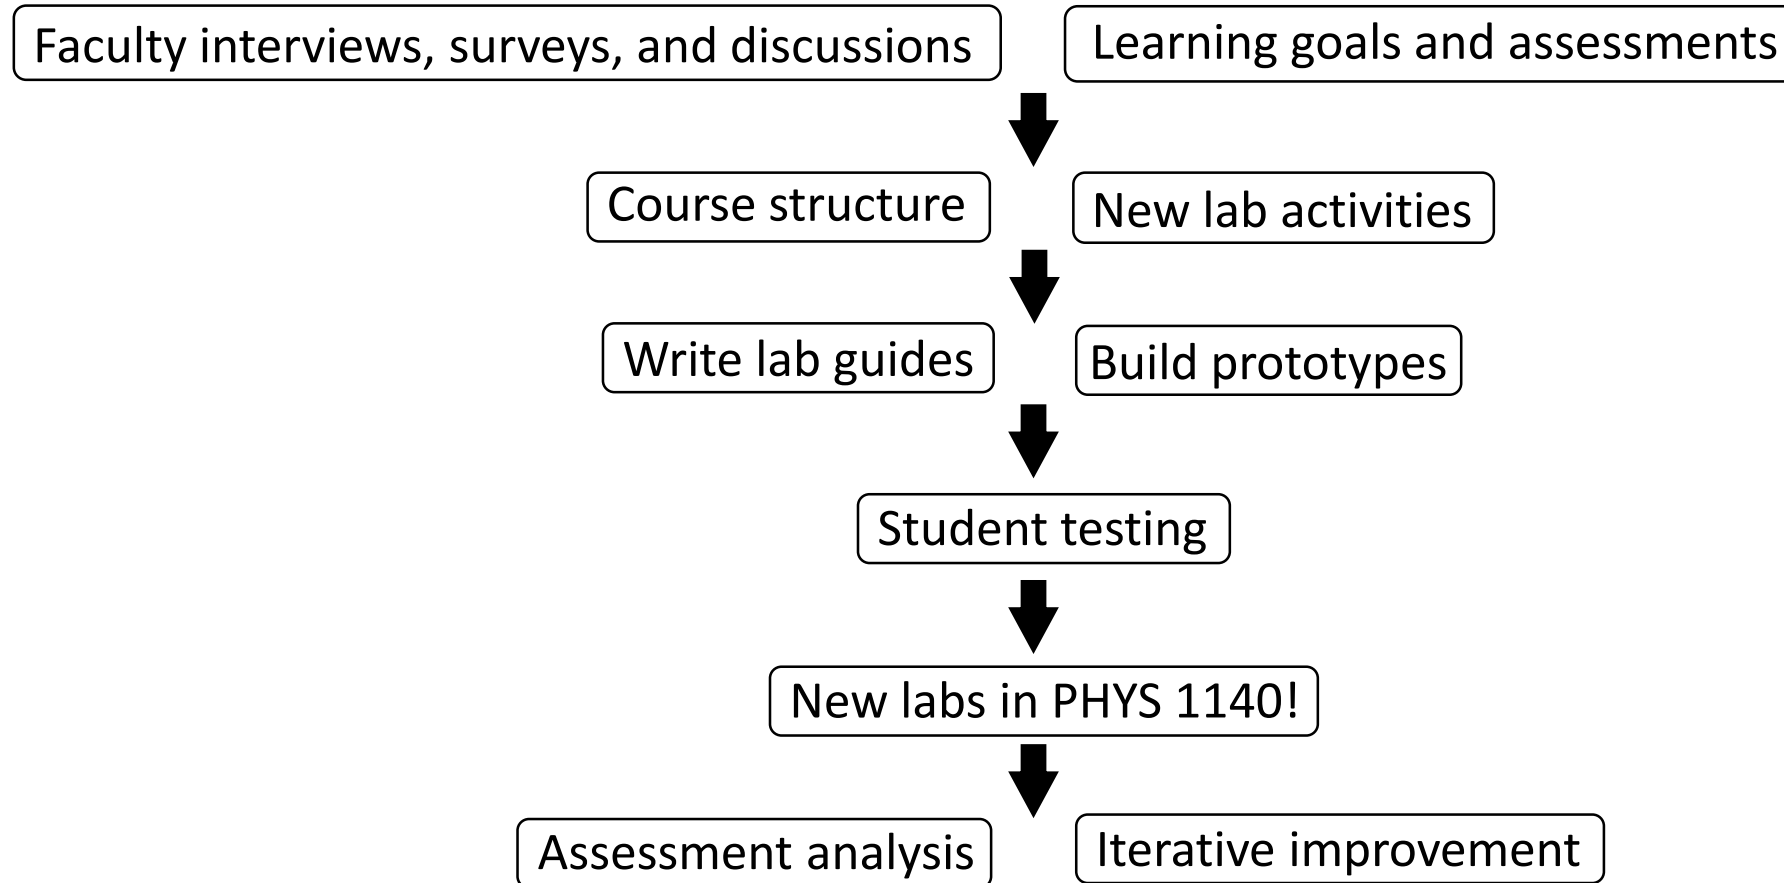 Faculty interviews, surveys, and discussions
Learning goals and assessments
Course structure
New lab activities
Write lab guides
Build prototypes
Student testing
New labs in PHYS 1140!
Assessment analysis
Iterative improvement